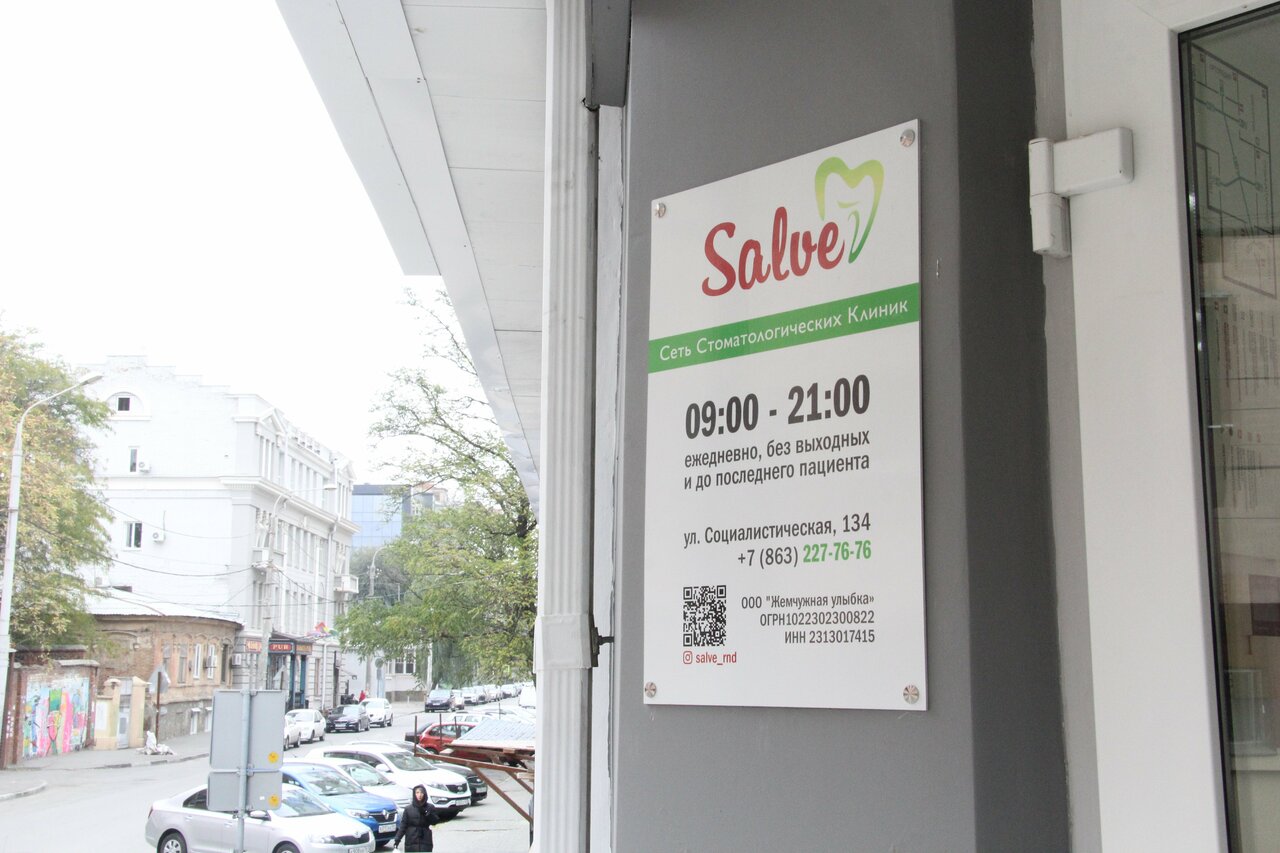 Salve
Сеть Стоматологических Клиник
09:00 - 21:00
ежедневно, без выходных
и до последнего пациента
ул. Социалистическая, 134
+7 (863) 227-76-76
ООО "Жемчужная улыбка»
ОГРН1022302300822
ИНН 2313017415
salve_rnd
PUB